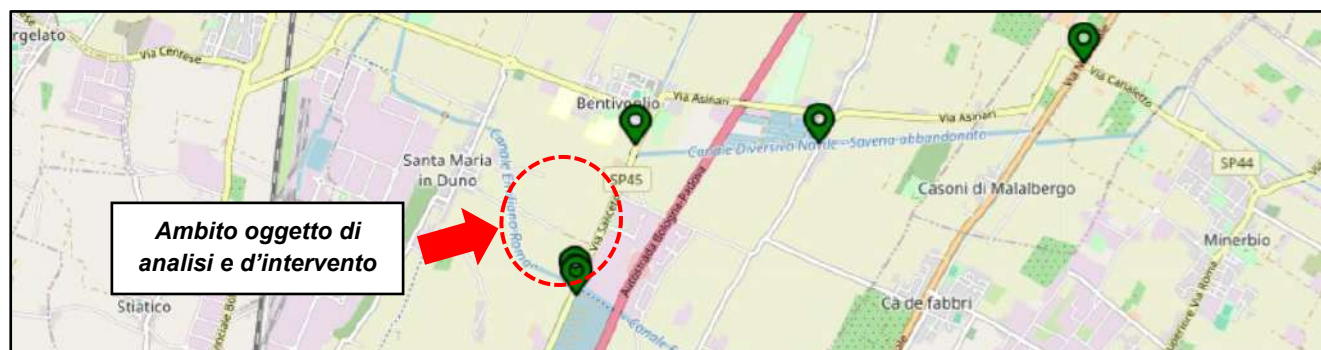 rgelato
Via Centese
Bentivoglio
Via Asinari
Via Canaletto
Via Asinari
Canale Diversivo Navile - Savena abbandonato
Santa Maria
in Duno
SP45
SP44
Casoni di Malalbergo
Ambito oggetto di
analisi e d'intervento
Autostrada Bologna-Padova
Minerbio
Stiatico
Cà de' fabbri